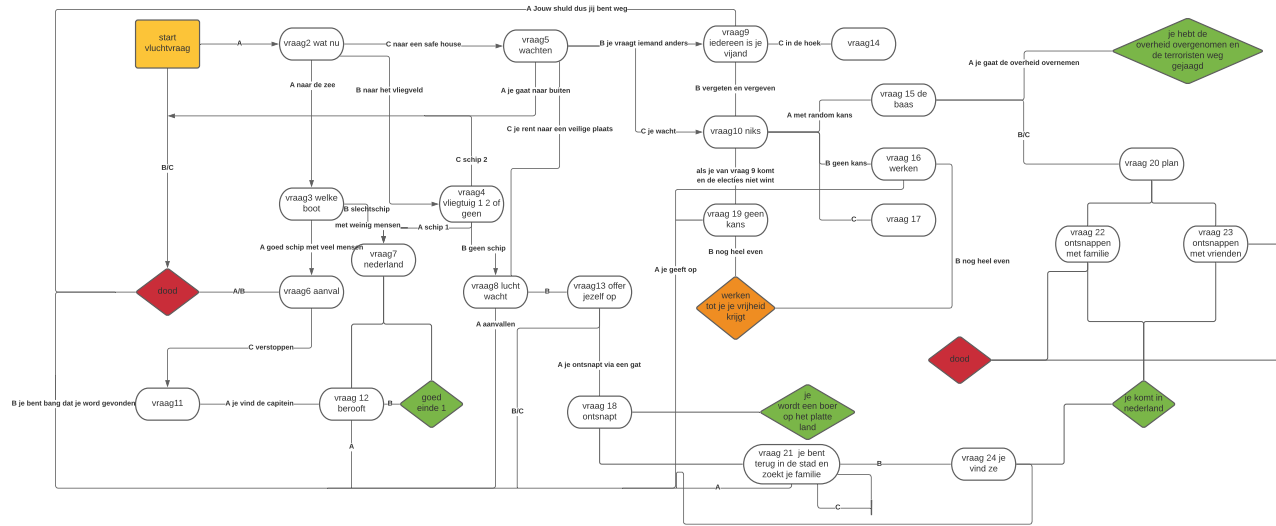 A Jouw shuld dus jij bent weg
start
vluchtvraag
A
vraag2 wat nu
C naar een safe house
vraag5
wachten
B je vraagt iemand anders
vraag9
iedereen is je
vijand
C in de hoek
vraag14
je hebt de
overheid overgenomen en
de terroristen weg
gejaagd
A je gaat de overheid overnemen
A naar de zee
B naar het vliegveld
A je gaat naar buiten
B vergeten en vergeven
vraag 15 de
baas
A met random kans
C je rent naar een veilige plaats
C je wacht
vraag10 niks
B/C
C schip 2
B/C
als je van vraag 9 komt
en de electies niet wint
B geen kans
vraag 16
werken
vraag 20 plan
vraag3 welke
boot
B slechtschip
met weinig mensen
vraag4
vliegtuig 1 2 of
geen
A schip 1
vraag 19 geen
kans
C
vraag 17
A goed schip met veel mensen
vraag7
nederland
B geen schip
B nog heel even
B nog heel even
A je geeft op
vraag 22
ontsnappen
met familie
vraag 23
ontsnappen
met vrienden
dood
A/B
vraag6 aanval
vraag8 lucht
wacht
B
vraag13 offer
jezelf op
werken
tot je je vrijheid
krijgt
A aanvallen
C verstoppen
A je ontsnapt via een gat
dood
B je bent bang dat je word gevonden
vraag11
A je vind de capitein
vraag 12
berooft
B
goed
einde 1
B/C
vraag 18
ontsnapt
je
wordt een boer
op het platte
land
je komt in
nederland
A
vraag 21 je bent
terug in de stad en
zoekt je familie
B
vraag 24 je
vind ze
A
C